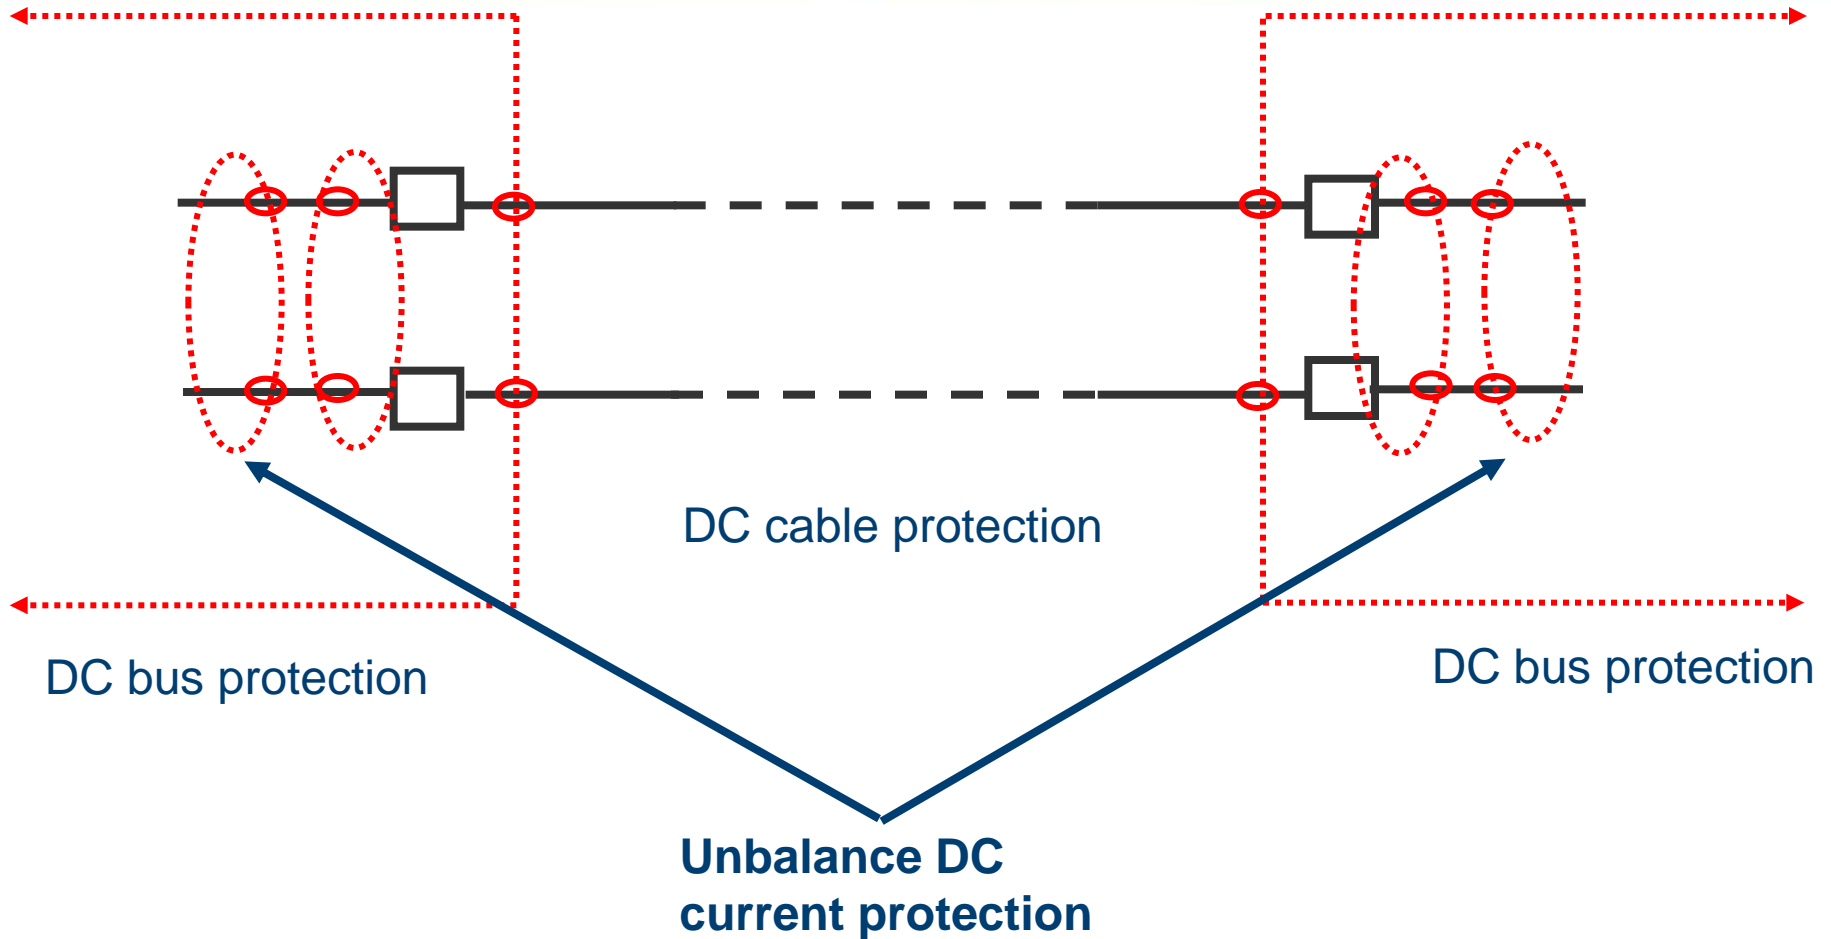 DC cable protection
DC bus protection
DC bus protection
Unbalance DC
current protection